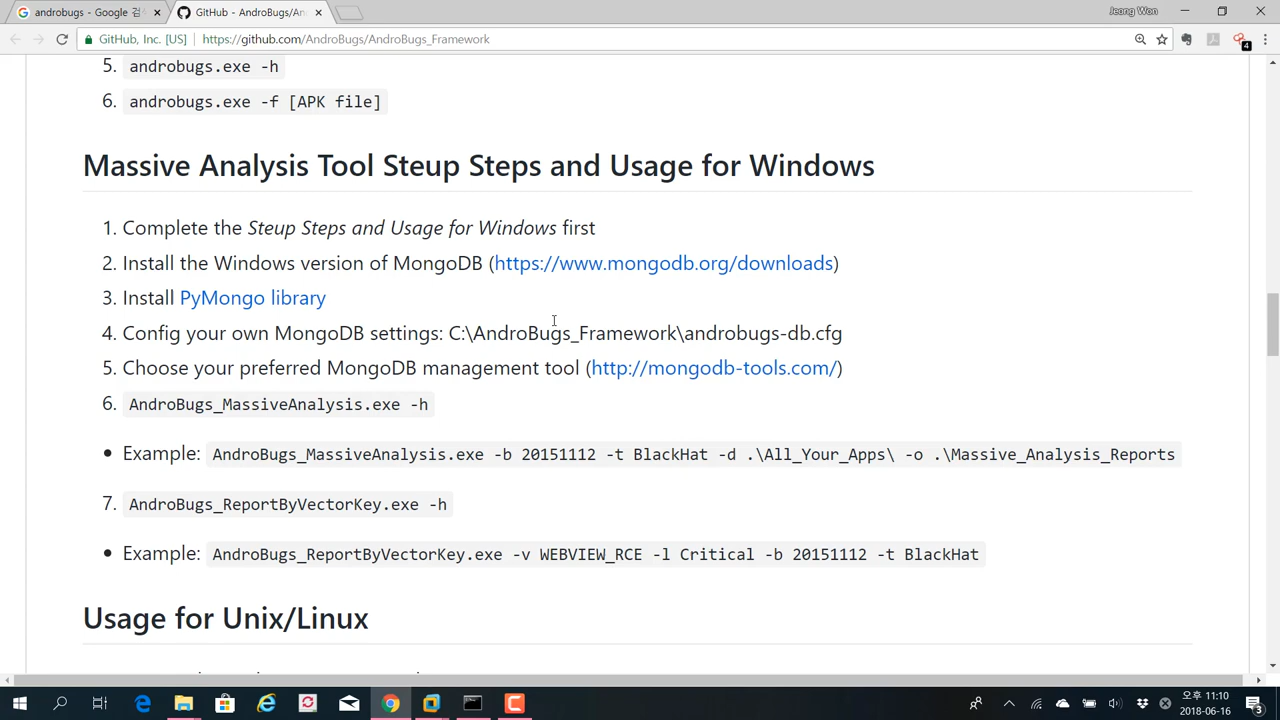 androbugs - Google 검
GitHub - AndroBugs/An
Jeong Won
GitHub, Inc. [US]
https://github.com/AndroBugs/AndroBugs_Framework
4
5. androbugs.exe -h
6. androbugs.exe -f [APK file]
Massive Analysis Tool Steup Steps and Usage for Windows
1. Complete the Steup Steps and Usage for Windows first
2. Install the Windows version of MongoDB (https://www.mongodb.org/downloads)
3. Install PyMongo library
4. Config your own MongoDB settings: C:\AndroBugs_Framework\androbugs-db.cfg
5. Choose your preferred MongoDB management tool (http://mongodb-tools.com/)
6. AndroBugs_MassiveAnalysis.exe -h
• Example: AndroBugs_MassiveAnalysis.exe -b 20151112 -t BlackHat -d .\All_Your_Apps\ -o .\Massive_Analysis_Reports
7. AndroBugs_ReportByVectorKey.exe -h
• Example: AndroBugs_ReportByVectorKey.exe -v WEBVIEW_RCE -l Critical -b 20151112 -t BlackHat
Usage for Unix/Linux
오후 11:10
2018-06-16
3